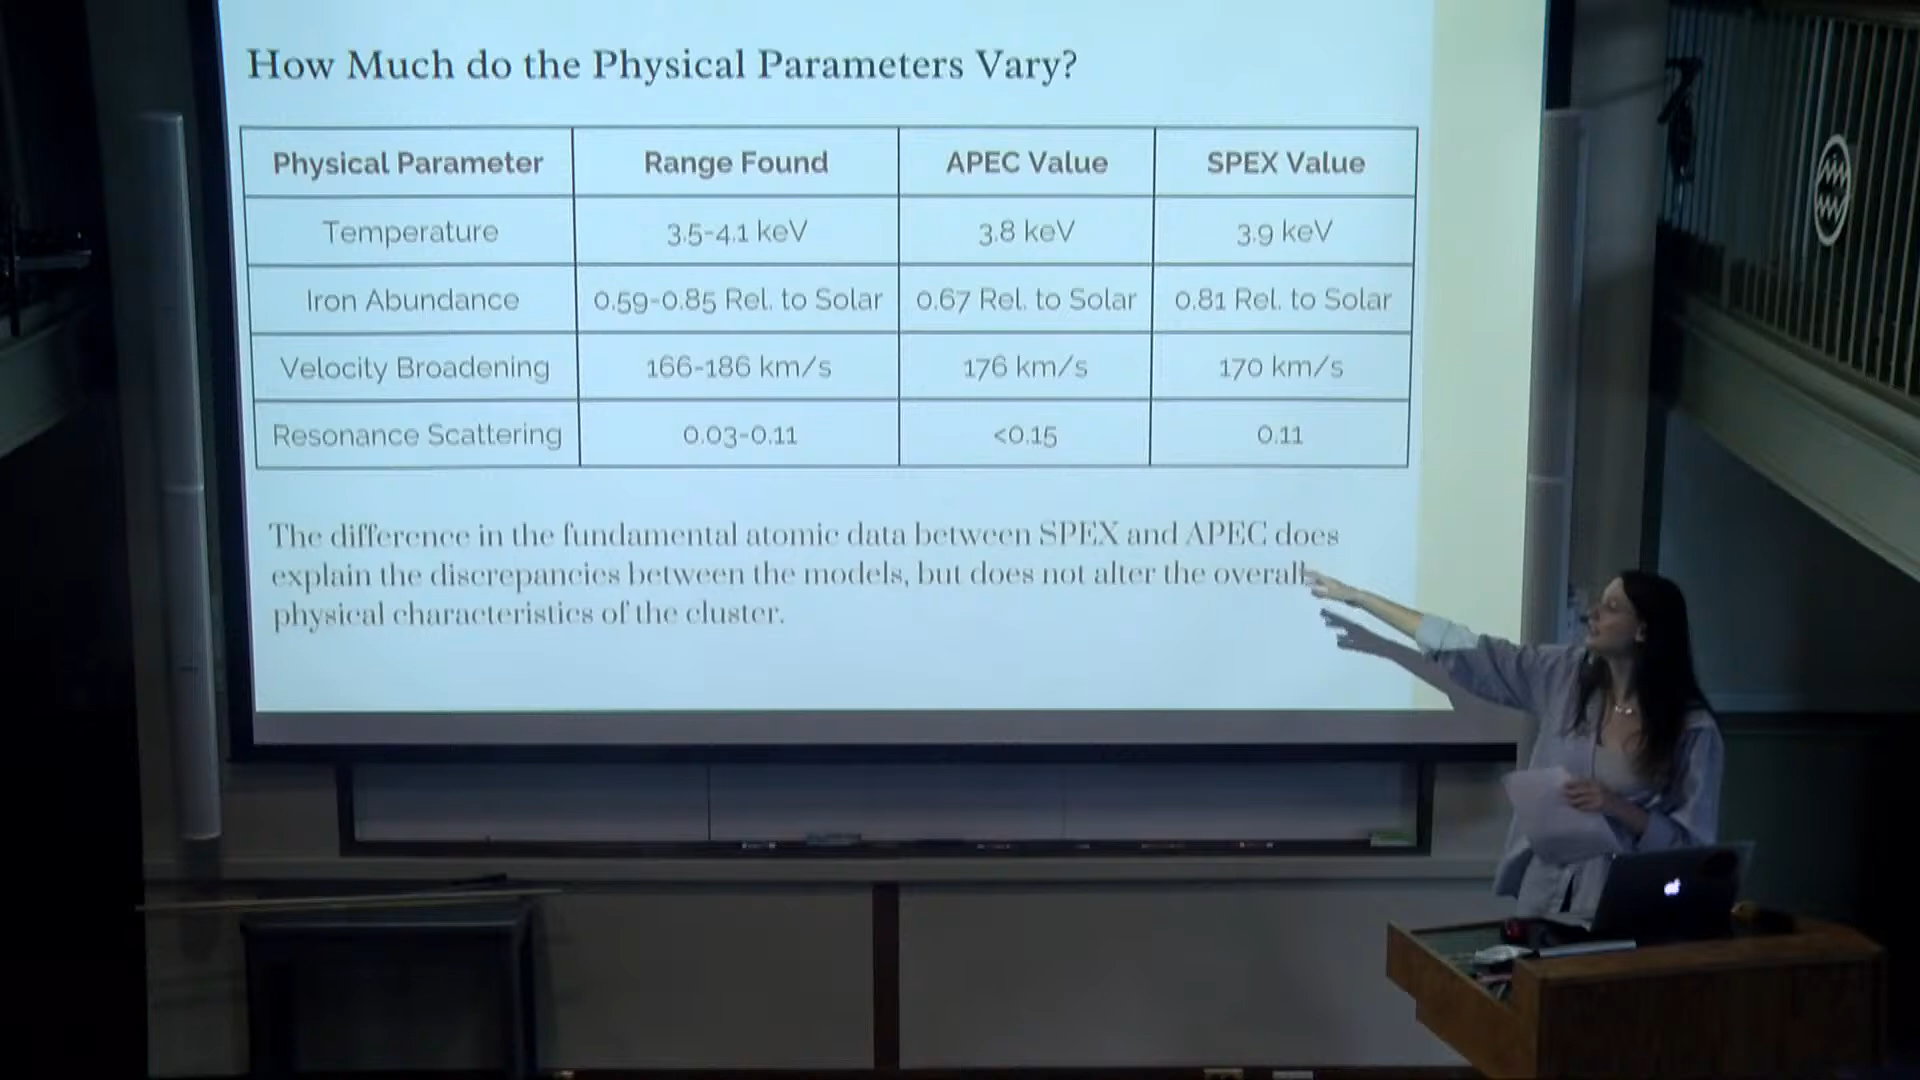 How Much do the Physical Parameters Vary?
Physical Parameter Range Found APEC Value SPEX Value
Temperature 3.5-4.1 keV 3.8 keV 3.9 keV
Iron Abundance 0.59-0.85 Rel. to Solar 0.67 Rel. to Solar 0.81 Rel. to Solar
Velocity Broadening 166-186 km/s 176 km/s 170 km/s
Resonance Scattering 0.03-0.11 <0.15 0.11
The difference in the fundamental atomic data between SPEX and APEC does
explain the discrepancies between the models, but does not alter the overall
physical characteristics of the cluster.